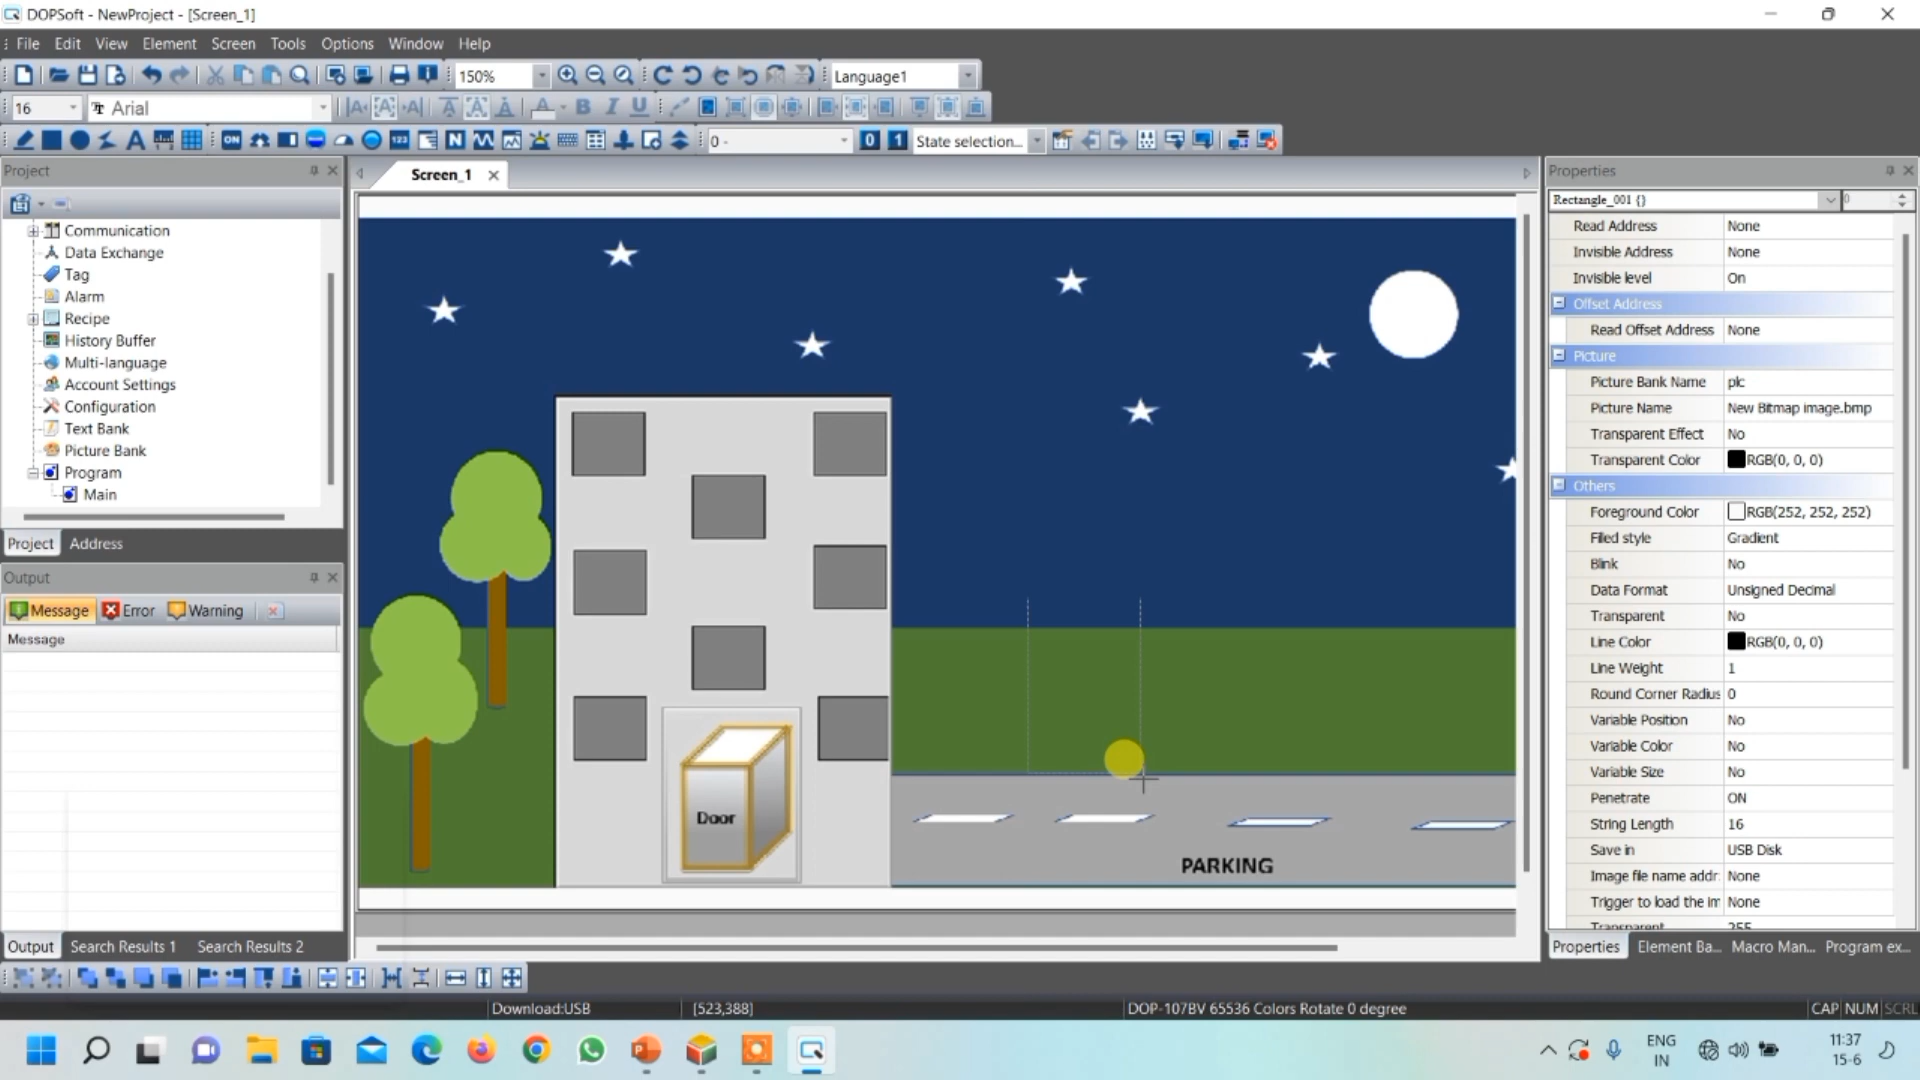 DOPSoft - NewProject - [Screen_1]
File Edit View Element Screen Tools Options Window Help
150% Language1
16 Arial
0 - State selection...
Project
Screen_1
Properties
Rectangle_001 {} 0
Communication
Data Exchange
Tag
Alarm
Recipe
History Buffer
Multi-language
Account Settings
Configuration
Text Bank
Picture Bank
Program
Main
Project Address
Output
Message Error Warning
Message
Output Search Results 1 Search Results 2
Door
PARKING
Read Address None
Invisible Address None
Invisible level On
Offset Address
Read Offset Address None
Picture
Picture Bank Name plc
Picture Name New Bitmap image.bmp
Transparent Effect No
Transparent Color RGB(0, 0, 0)
Others
Foreground Color RGB(252, 252, 252)
Filled style Gradient
Blink No
Data Format Unsigned Decimal
Transparent No
Line Color RGB(0, 0, 0)
Line Weight 1
Round Corner Radius 0
Variable Position No
Variable Color No
Variable Size No
Penetrate ON
String Length 16
Save in USB Disk
Image file name addr: None
Trigger to load the im None
Transparent 255
Properties Element Ba... Macro Man... Program ex...
Download:USB [523,388] DOP-107BV 65536 Colors Rotate 0 degree CAP NUM SCRL
ENG
IN
11:37
15-6